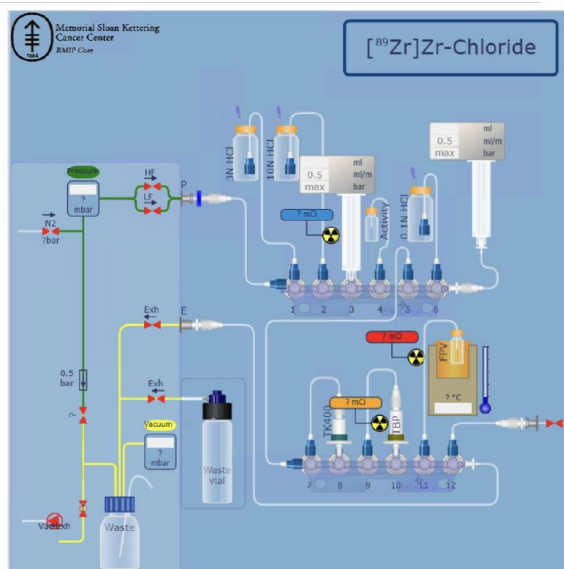 Memorial Sloan Kettering
Cancer Center
RMIP Core
1884
[⁸⁹Zr]Zr-Chloride
3N HCl
10N HCl
0.5
max
ml
ml/m
bar
0.5
max
ml
ml/m
bar
Pressure
?
mbar
HF
LF
P
N2
?bar
? mCi
Activity
0.1N HCl
1 2 3 4 5 6
Exh
E
? mCi
FPV
? °C
0.5
bar
?
Exh
Vacuum
?
mbar
Waste
vial
TK400
? mCi
TBP
7 8 9 10 11 12
Waste